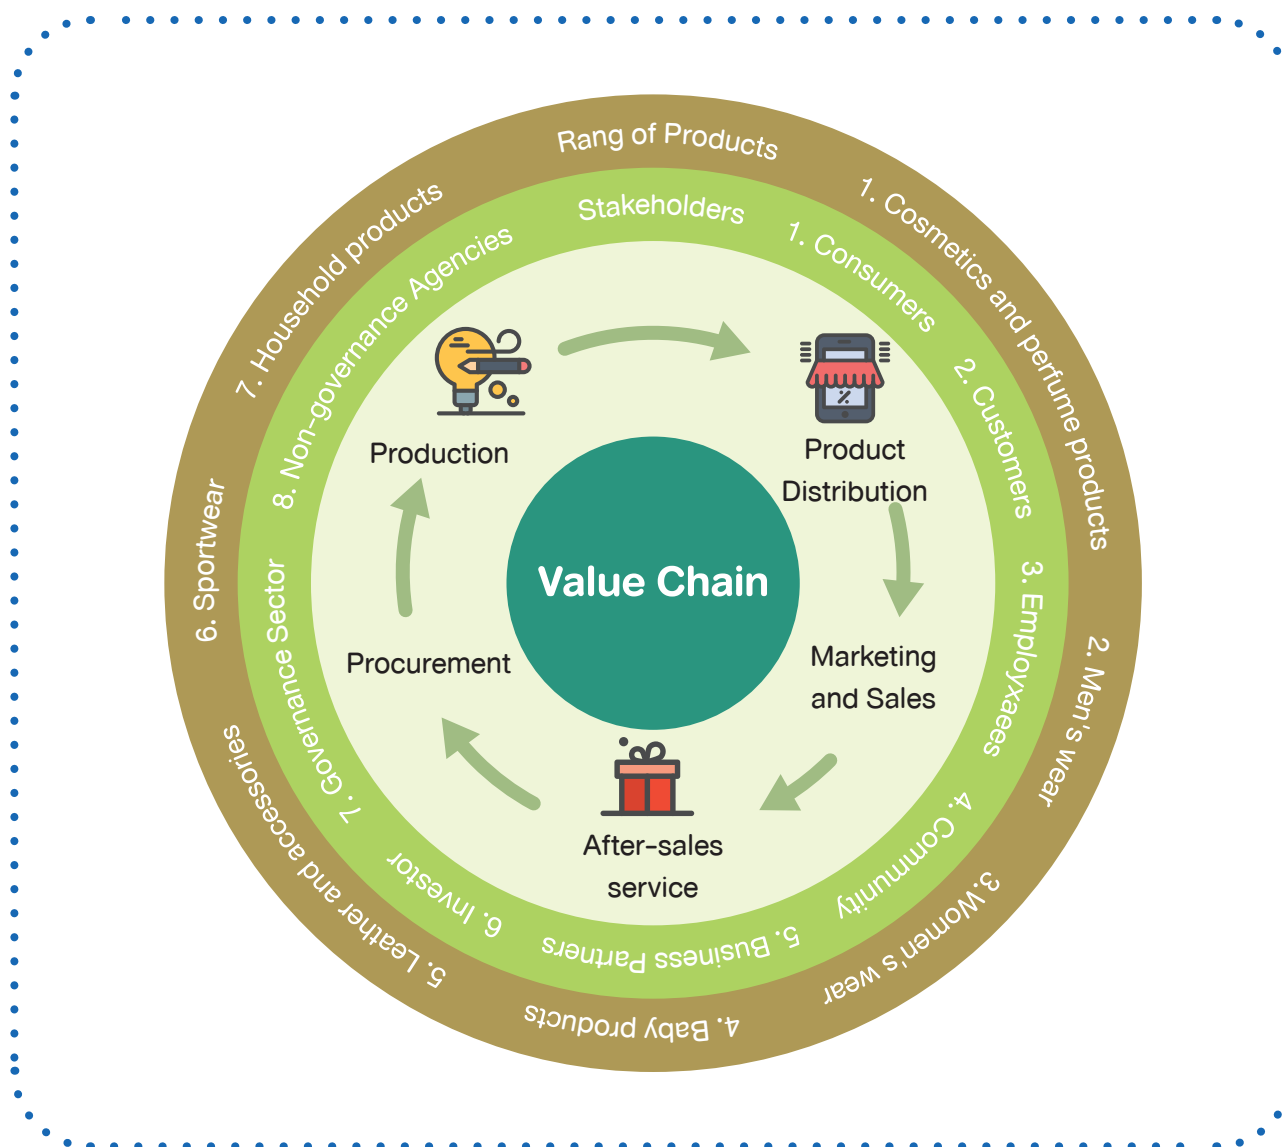 Rang of Products
1. Cosmetics and perfume products
2. Men's wear
3.Women's wear
4. Baby products
5. Leather and accessories
6. Sportwear
7. Household products
Stakeholders
1. Consumers
2. Customers
3. Employxaees
4. Community
5. Business Partners
6. Investor
7. Governance Sector
8. Non-governance Agencies
Production
Product
Distribution
Marketing
and Sales
After-sales
service
Procurement
Value Chain